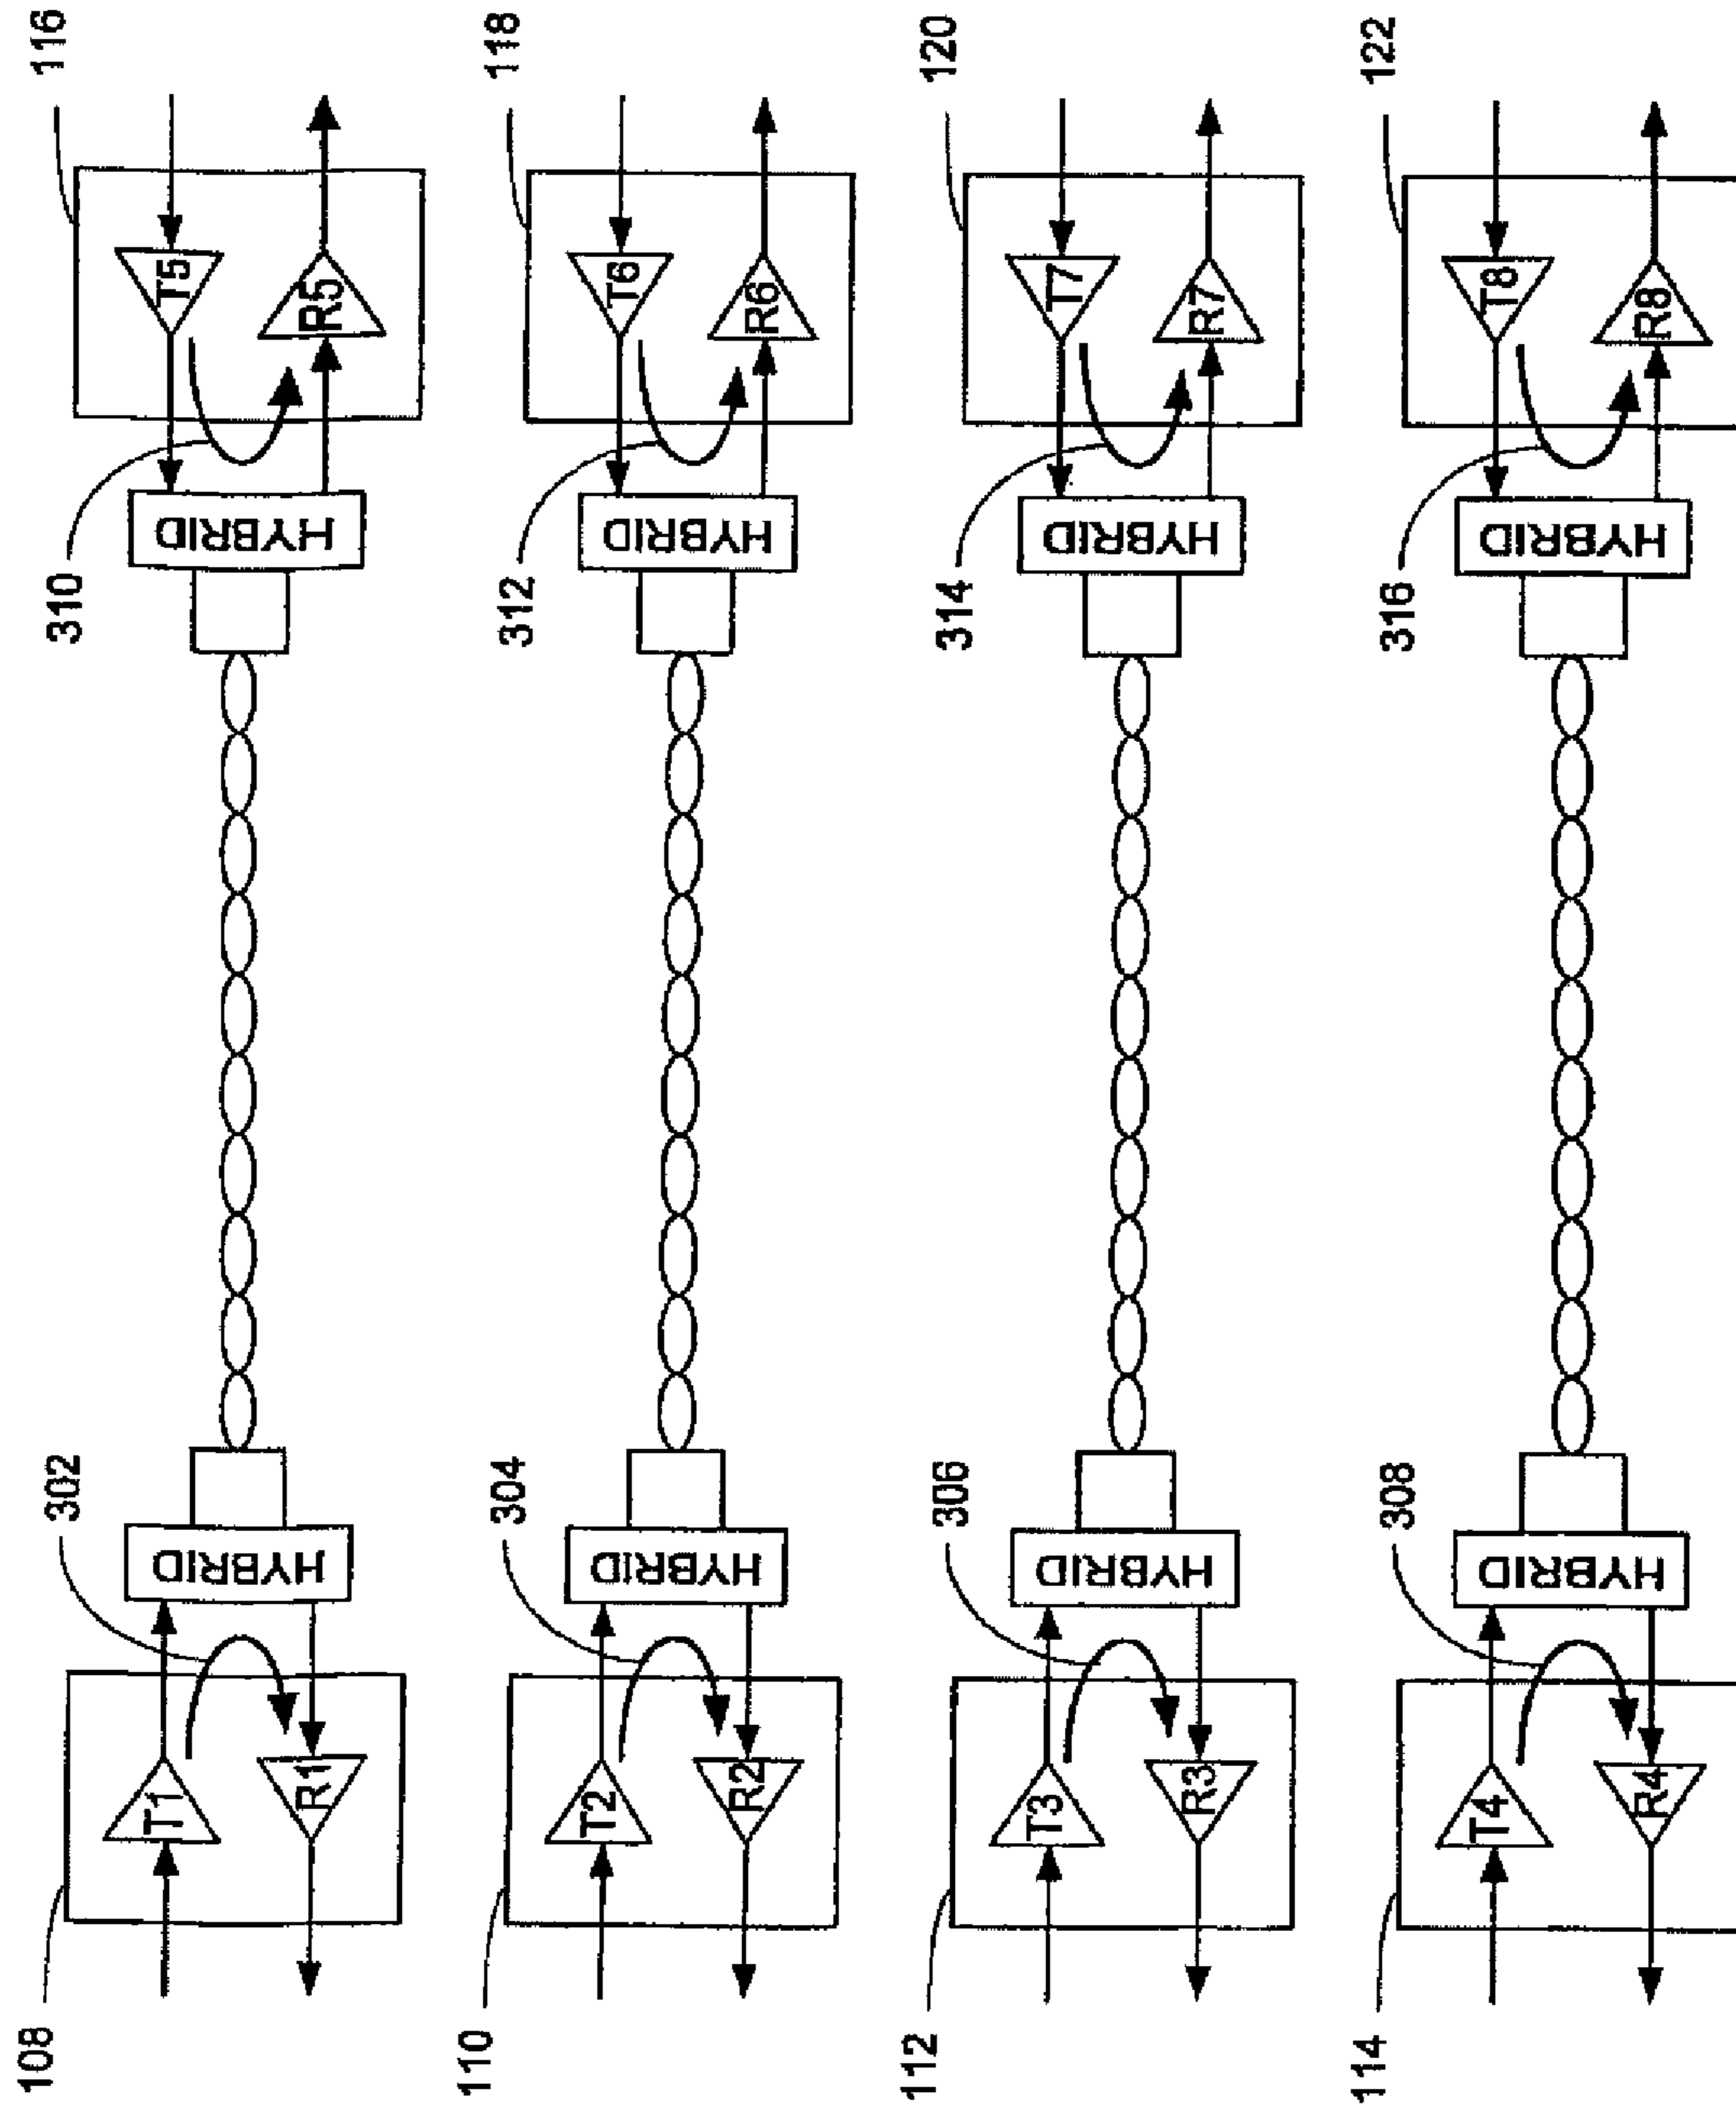 108
T1
R1
302
HYBRID
HYBRID
310
T5
R5
116
110
T2
R2
304
HYBRID
HYBRID
312
T6
R6
118
112
T3
R3
306
HYBRID
HYBRID
314
T7
R7
120
114
T4
R4
308
HYBRID
HYBRID
316
T8
R8
122